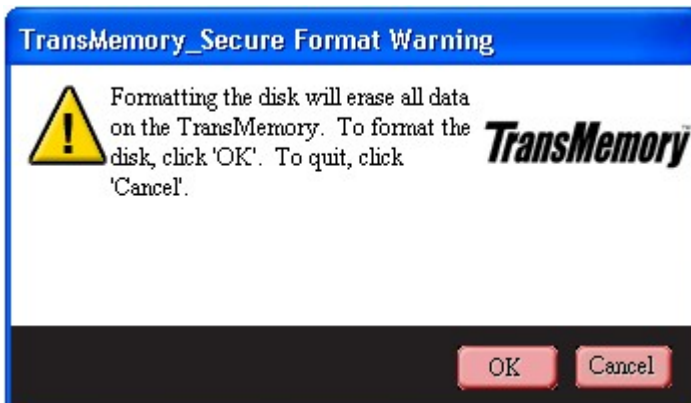 TransMemory_Secure Format Warning
Formatting the disk will erase all data
on the TransMemory. To format the
disk, click 'OK'. To quit, click
'Cancel'.
TransMemory™
OK
Cancel